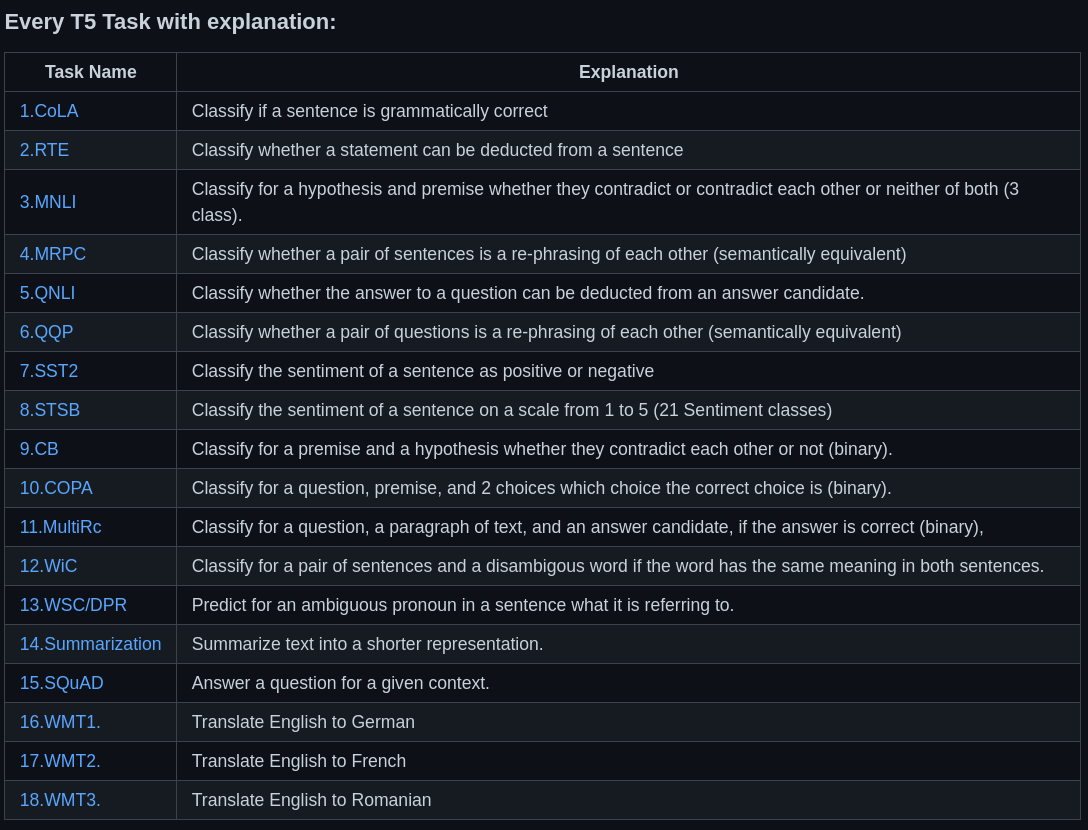 Every T5 Task with explanation:
Task Name Explanation
1.CoLA Classify if a sentence is grammatically correct
2.RTE Classify whether a statement can be deducted from a sentence
3.MNLI Classify for a hypothesis and premise whether they contradict or contradict each other or neither of both (3
class).
4.MRPC Classify whether a pair of sentences is a re-phrasing of each other (semantically equivalent)
5.QNLI Classify whether the answer to a question can be deducted from an answer candidate.
6.QQP Classify whether a pair of questions is a re-phrasing of each other (semantically equivalent)
7.SST2 Classify the sentiment of a sentence as positive or negative
8.STSB Classify the sentiment of a sentence on a scale from 1 to 5 (21 Sentiment classes)
9.CB Classify for a premise and a hypothesis whether they contradict each other or not (binary).
10.COPA Classify for a question, premise, and 2 choices which choice the correct choice is (binary).
11.MultiRc Classify for a question, a paragraph of text, and an answer candidate, if the answer is correct (binary),
12.WiC Classify for a pair of sentences and a disambigous word if the word has the same meaning in both sentences.
13.WSC/DPR Predict for an ambiguous pronoun in a sentence what it is referring to.
14.Summarization Summarize text into a shorter representation.
15.SQuAD Answer a question for a given context.
16.WMT1. Translate English to German
17.WMT2. Translate English to French
18.WMT3. Translate English to Romanian